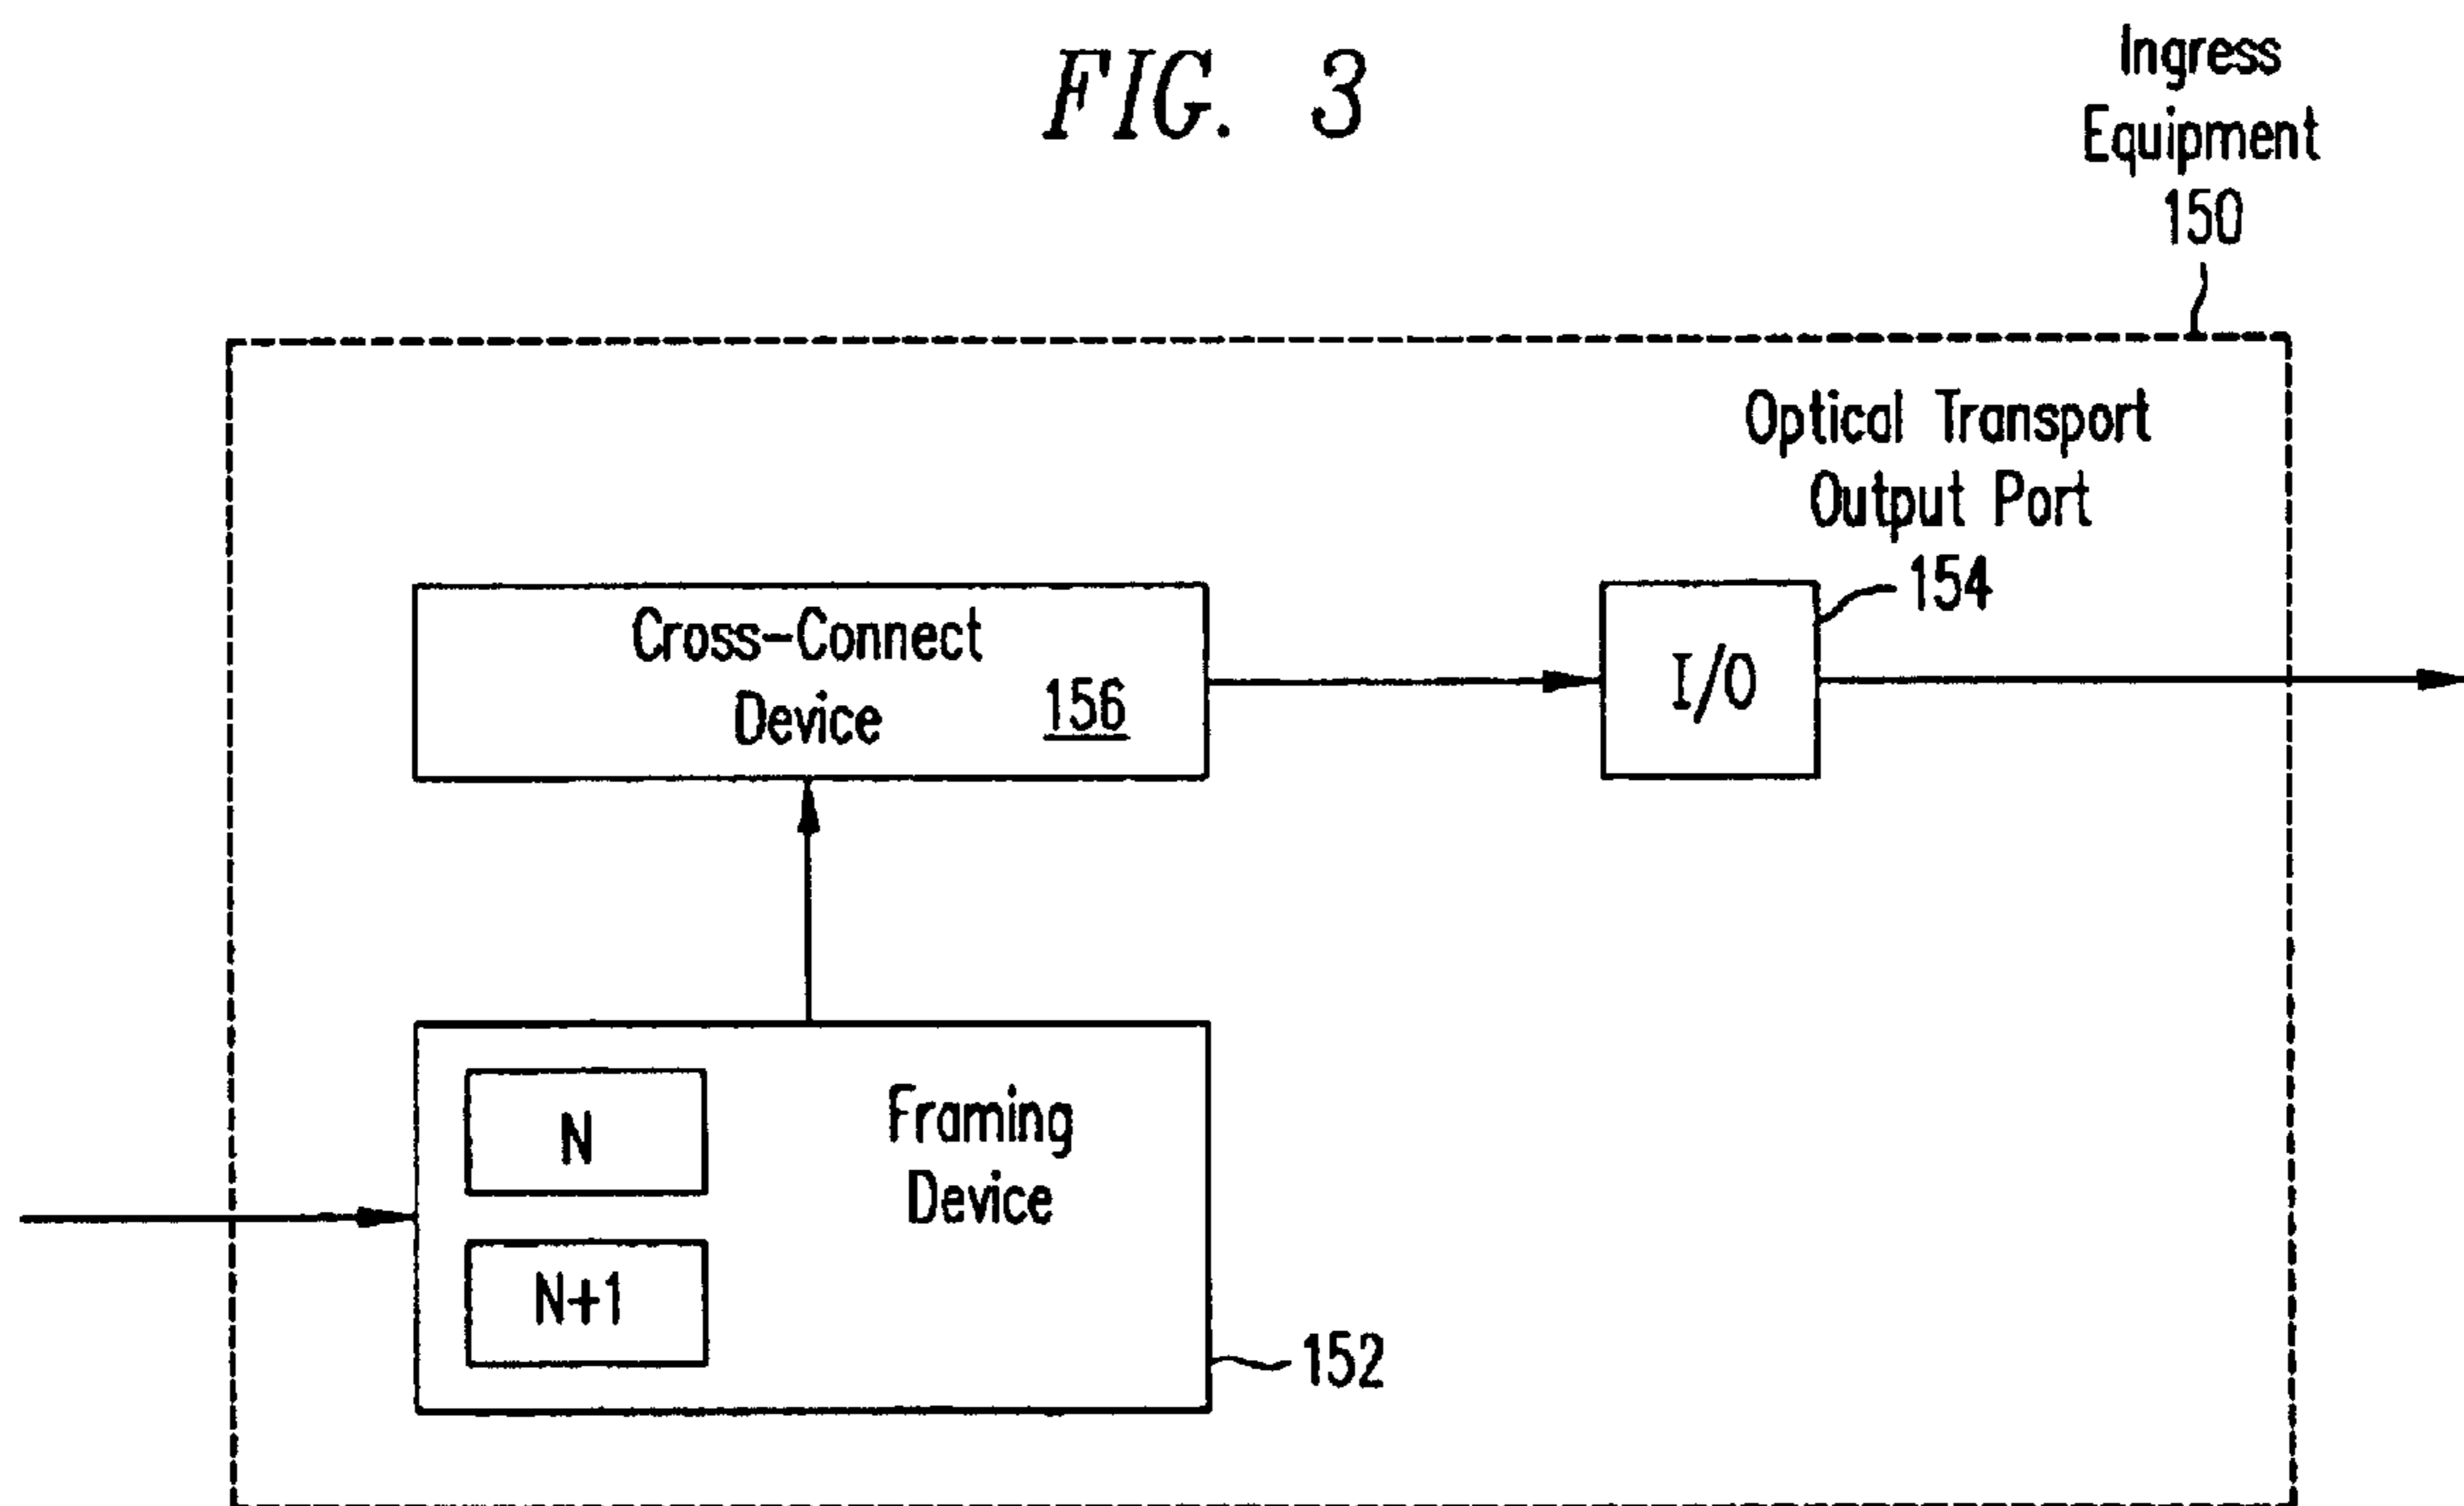 FIG. 3
Ingress
Equipment
150
Optical Transport
Output Port
154
Cross-Connect
Device 156
I/O
N
Framing
Device
N+1
152